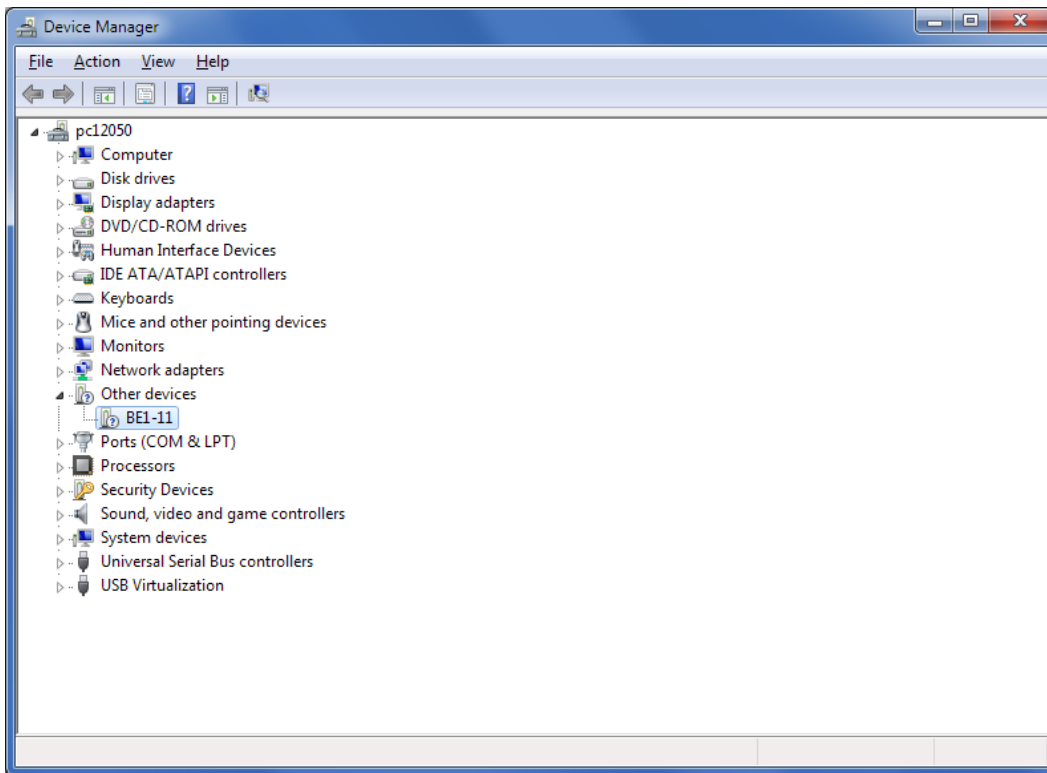 Device Manager
File Action View Help
pc12050
Computer
Disk drives
Display adapters
DVD/CD-ROM drives
Human Interface Devices
IDE ATA/ATAPI controllers
Keyboards
Mice and other pointing devices
Monitors
Network adapters
Other devices
BE1-11
Ports (COM & LPT)
Processors
Security Devices
Sound, video and game controllers
System devices
Universal Serial Bus controllers
USB Virtualization